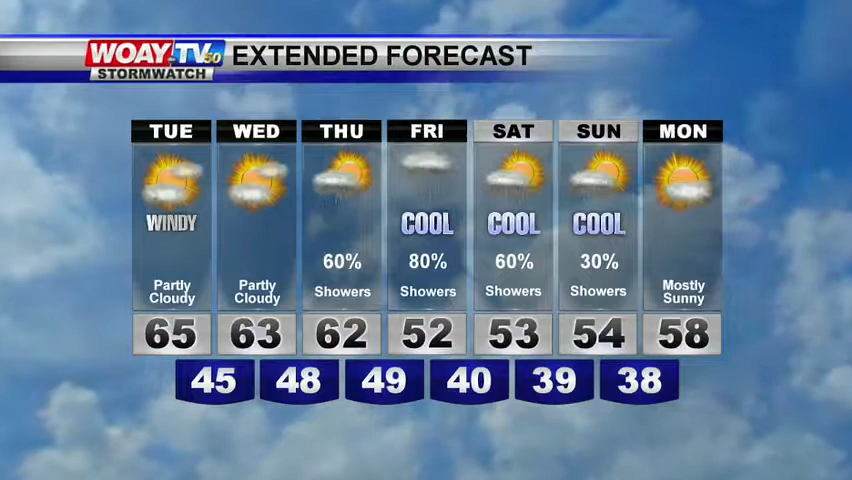 WOAY-TV 50 EXTENDED FORECAST
STORMWATCH
TUE WED THU FRI SAT SUN MON
WINDY COOL COOL COOL
60% 80% 60% 30%
Partly Cloudy Partly Cloudy Showers Showers Showers Showers Mostly Sunny
65 63 62 52 53 54 58
45 48 49 40 39 38